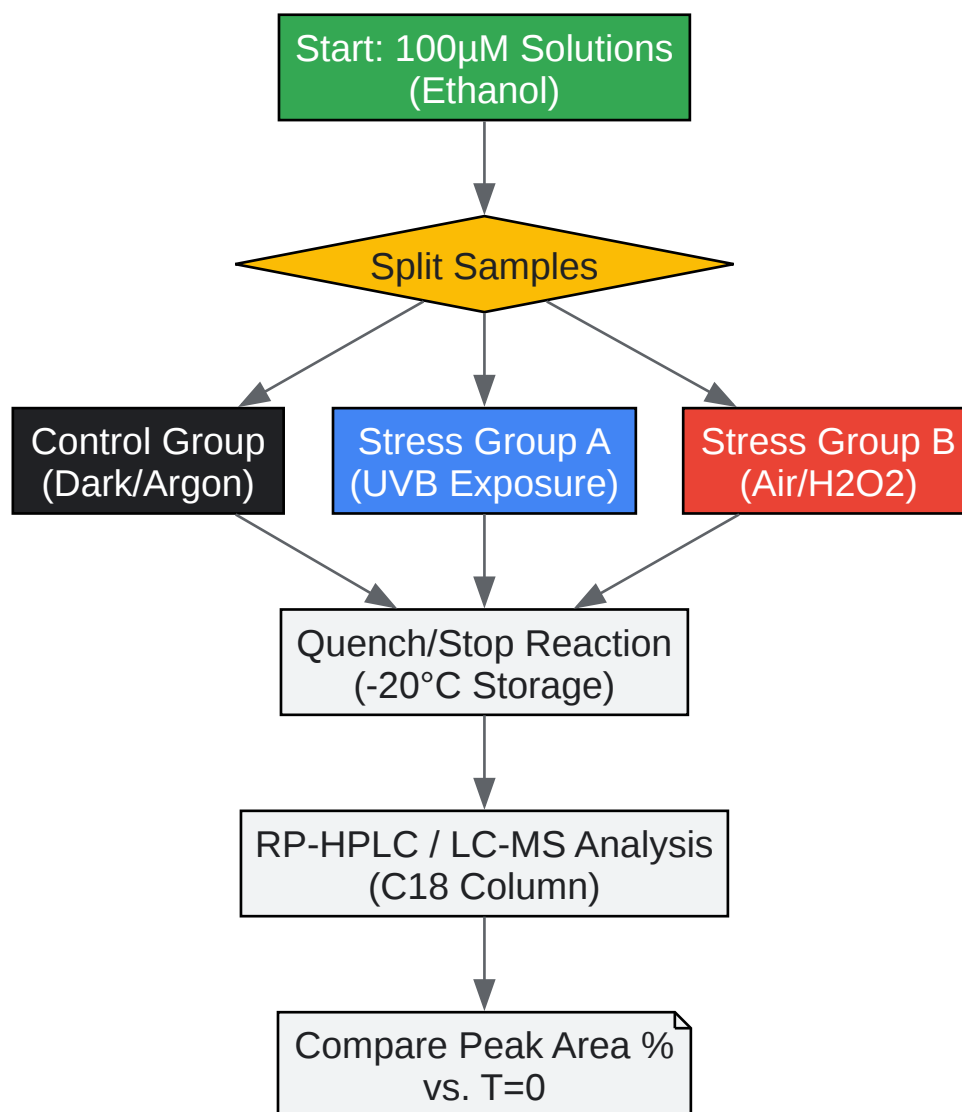 Start: 100µM Solutions
(Ethanol)
Split Samples
Control Group
(Dark/Argon)
Stress Group A
(UVB Exposure)
Stress Group B
(Air/H2O2)
Quench/Stop Reaction
(-20°C Storage)
RP-HPLC / LC-MS Analysis
(C18 Column)
Compare Peak Area %
vs. T=0